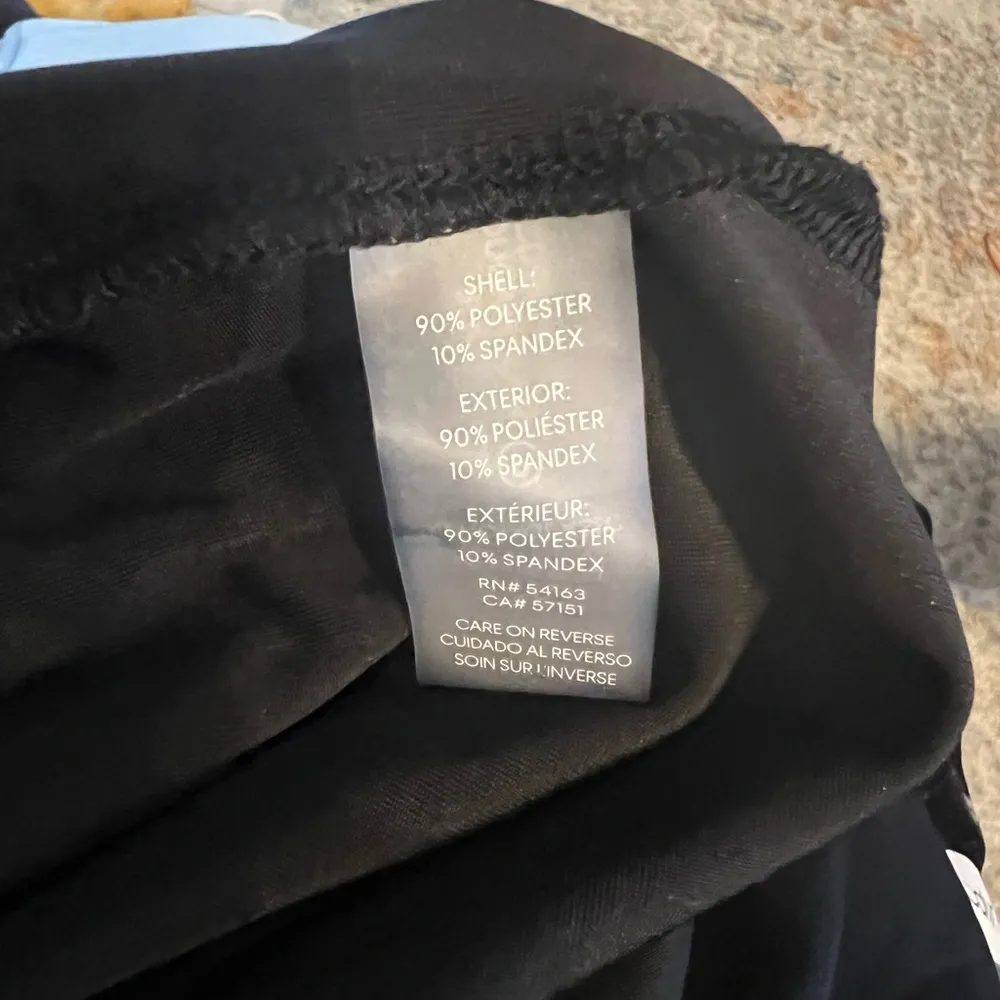 SHELL:
90% POLYESTER
10% SPANDEX
EXTERIOR:
90% POLIÉSTER
10% SPANDEX
EXTÉRIEUR:
90% POLYESTER
10% SPANDEX
RN# 54163
CA# 57151
CARE ON REVERSE
CUIDADO AL REVERSO
SOIN SUR L'INVERSE